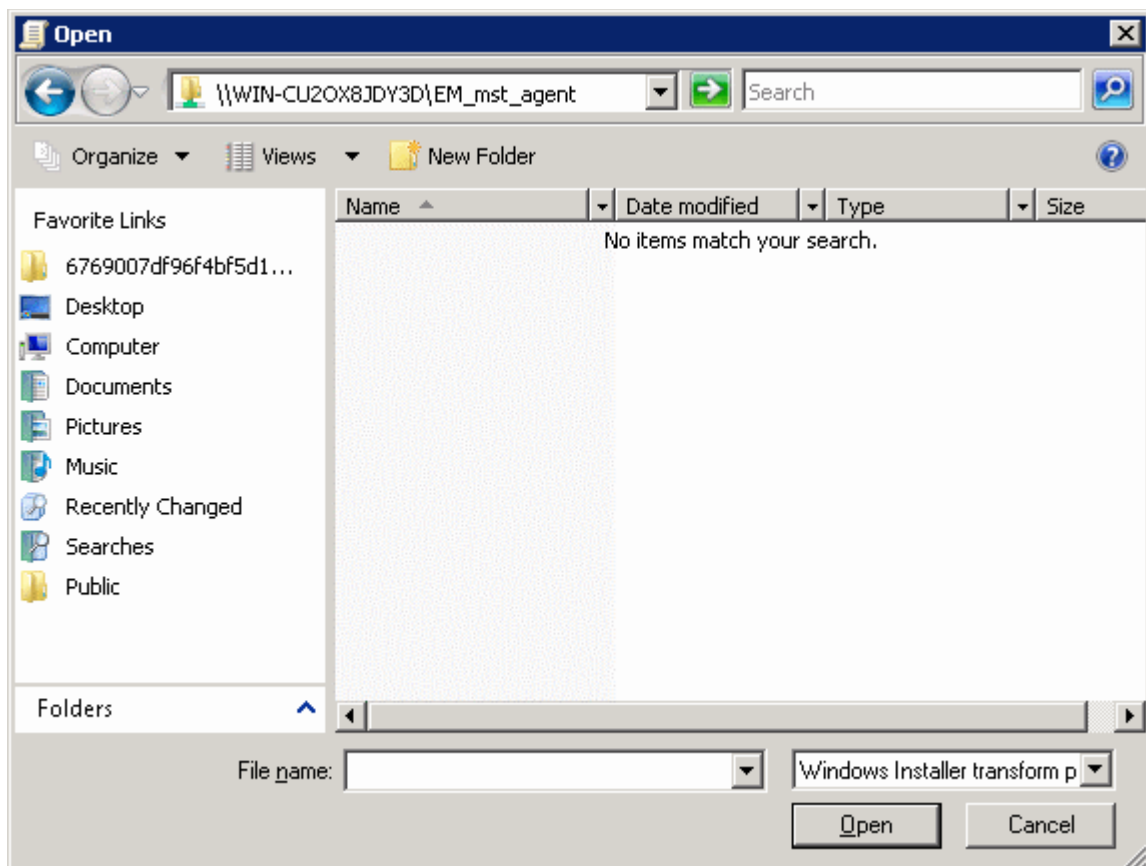 Open
\\WIN-CU2OX8JDY3D\EM_mst_agent
Search
Organize
Views
New Folder
Favorite Links
6769007df96f4bf5d1...
Desktop
Computer
Documents
Pictures
Music
Recently Changed
Searches
Public
Folders
Name
Date modified
Type
Size
No items match your search.
File name:
Windows Installer transform p
Open
Cancel